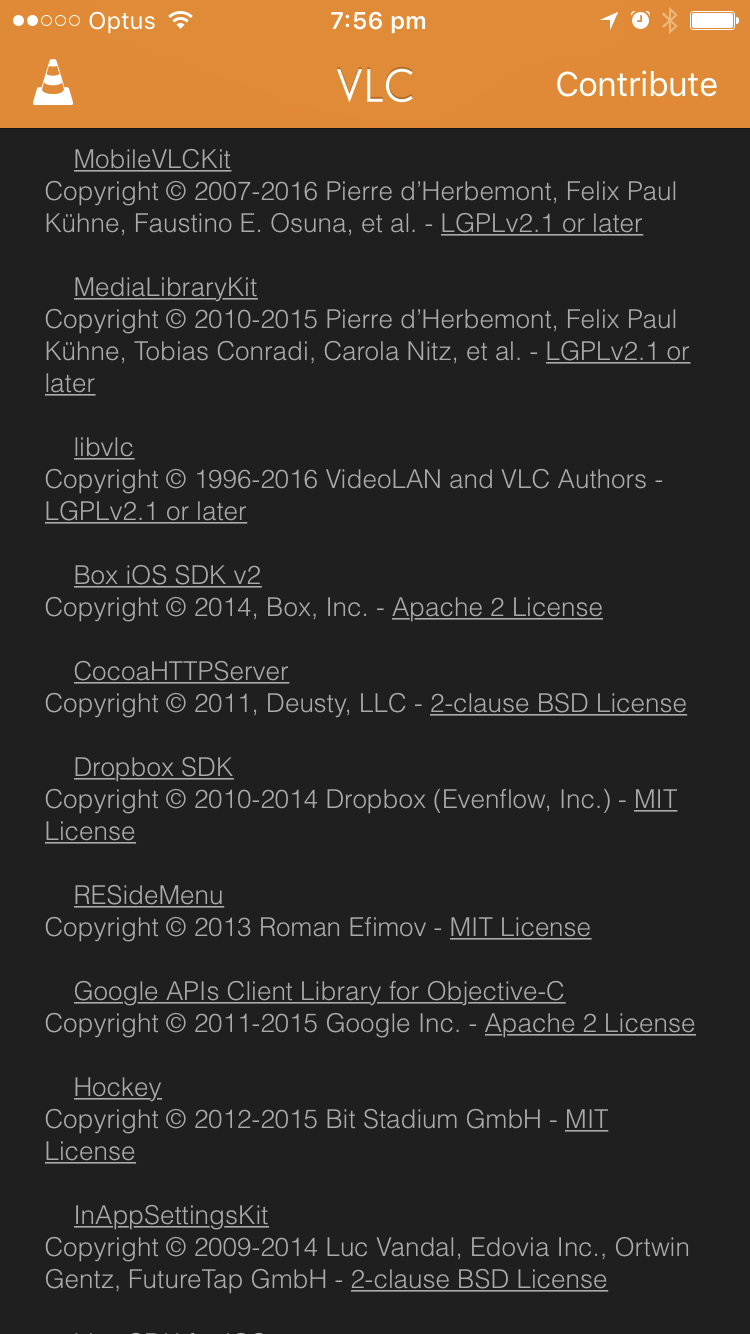 Optus
7:56 pm
VLC
Contribute
MobileVLCKit
Copyright © 2007-2016 Pierre d’Herbemont, Felix Paul
Kühne, Faustino E. Osuna, et al. - LGPLv2.1 or later
MediaLibraryKit
Copyright © 2010-2015 Pierre d’Herbemont, Felix Paul
Kühne, Tobias Conradi, Carola Nitz, et al. - LGPLv2.1 or
later
libvlc
Copyright © 1996-2016 VideoLAN and VLC Authors -
LGPLv2.1 or later
Box iOS SDK v2
Copyright © 2014, Box, Inc. - Apache 2 License
CocoaHTTPServer
Copyright © 2011, Deusty, LLC - 2-clause BSD License
Dropbox SDK
Copyright © 2010-2014 Dropbox (Evenflow, Inc.) - MIT
License
RESideMenu
Copyright © 2013 Roman Efimov - MIT License
Google APIs Client Library for Objective-C
Copyright © 2011-2015 Google Inc. - Apache 2 License
Hockey
Copyright © 2012-2015 Bit Stadium GmbH - MIT
License
InAppSettingsKit
Copyright © 2009-2014 Luc Vandal, Edovia Inc., Ortwin
Gentz, FutureTap GmbH - 2-clause BSD License